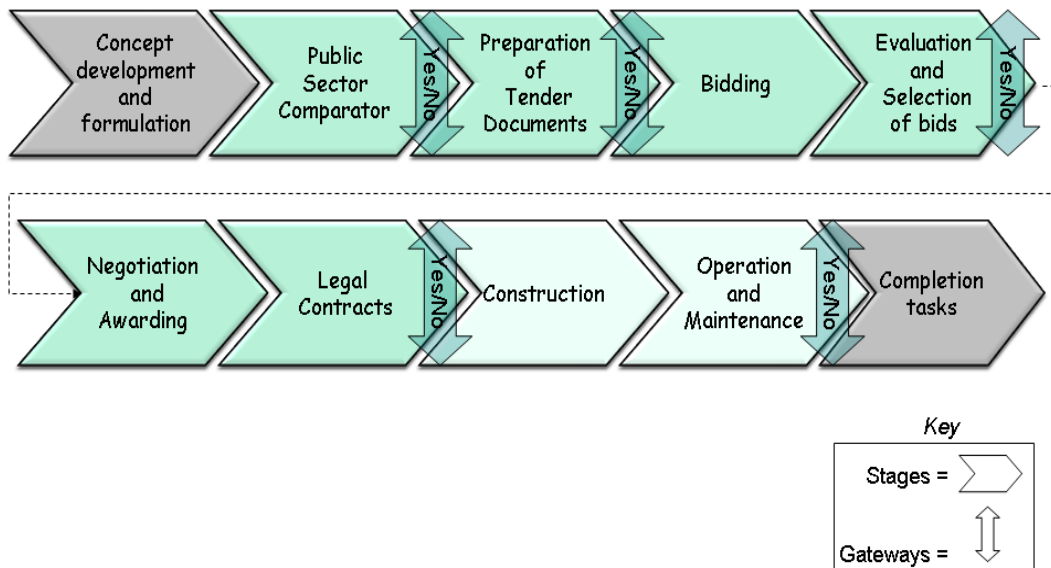 Concept
development
and
formulation
Public
Sector
Comparator
Yes/No
Preparation
of
Tender
Documents
Yes/No
Bidding
Evaluation
and
Selection
of bids
Yes/No
Negotiation
and
Awarding
Legal
Contracts
Yes/No
Construction
Operation
and
Maintenance
Yes/No
Completion
tasks
Key
Stages =
Gateways =